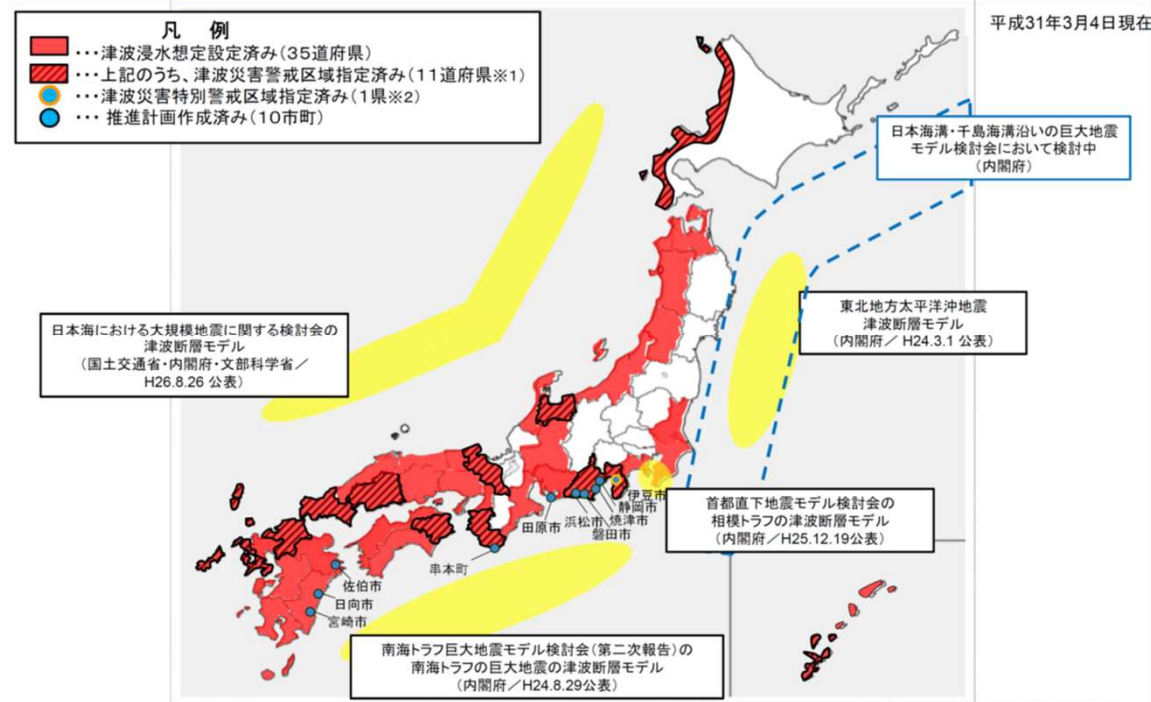 平成31年3月4日現在
凡 例
・・・津波浸水想定設定済み(35道府県)
・・・上記のうち、津波災害警戒区域指定済み(11道府県※1)
・・・津波災害特別警戒区域指定済み(1県※2)
・・・ 推進計画作成済み(10市町)
日本海溝・千島海溝沿いの巨大地震
モデル検討会において検討中
(内閣府)
東北地方太平洋沖地震
津波断層モデル
(内閣府/ H24.3.1 公表)
日本海における大規模地震に関する検討会の
津波断層モデル
(国土交通省・内閣府・文部科学省/
H26.8.26 公表)
首都直下地震モデル検討会の
相模トラフの津波断層モデル
(内閣府/H25.12.19公表)
伊豆市
静岡市
焼津市
磐田市
浜松市
田原市
串本町
佐伯市
日向市
宮崎市
南海トラフ巨大地震モデル検討会(第二次報告)の
南海トラフの巨大地震の津波断層モデル
(内閣府/H24.8.29公表)